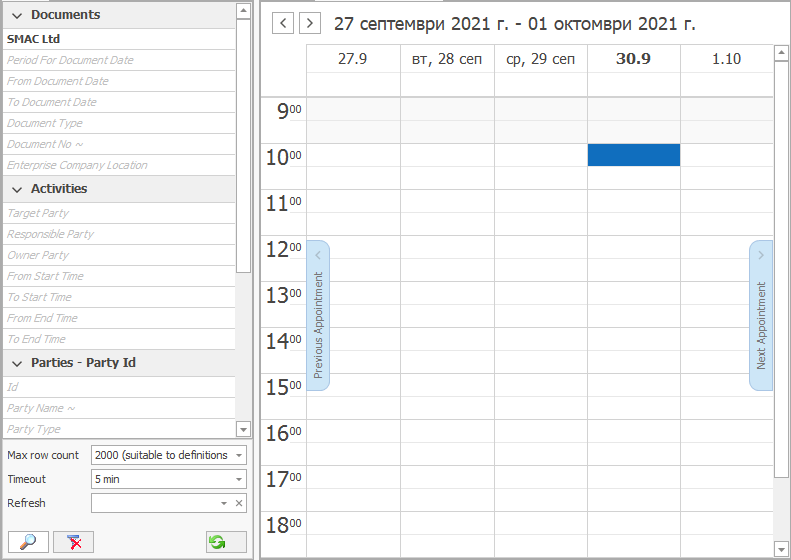 Documents
SMAC Ltd
Period For Document Date
From Document Date
To Document Date
Document Type
Document No ~
Enterprise Company Location
Activities
Target Party
Responsible Party
Owner Party
From Start Time
To Start Time
From End Time
To End Time
Parties - Party Id
Id
Party Name ~
Party Type
Max row count 2000 (suitable to definitions
Timeout 5 min
Refresh
27 септември 2021 г. - 01 октомври 2021 г.
27.9 вт, 28 сеп ср, 29 сеп 30.9 1.10
9 00
10 00
11 00
12 00
13 00
14 00
15 00
16 00
17 00
18 00
Previous Appointment
Next Appointment